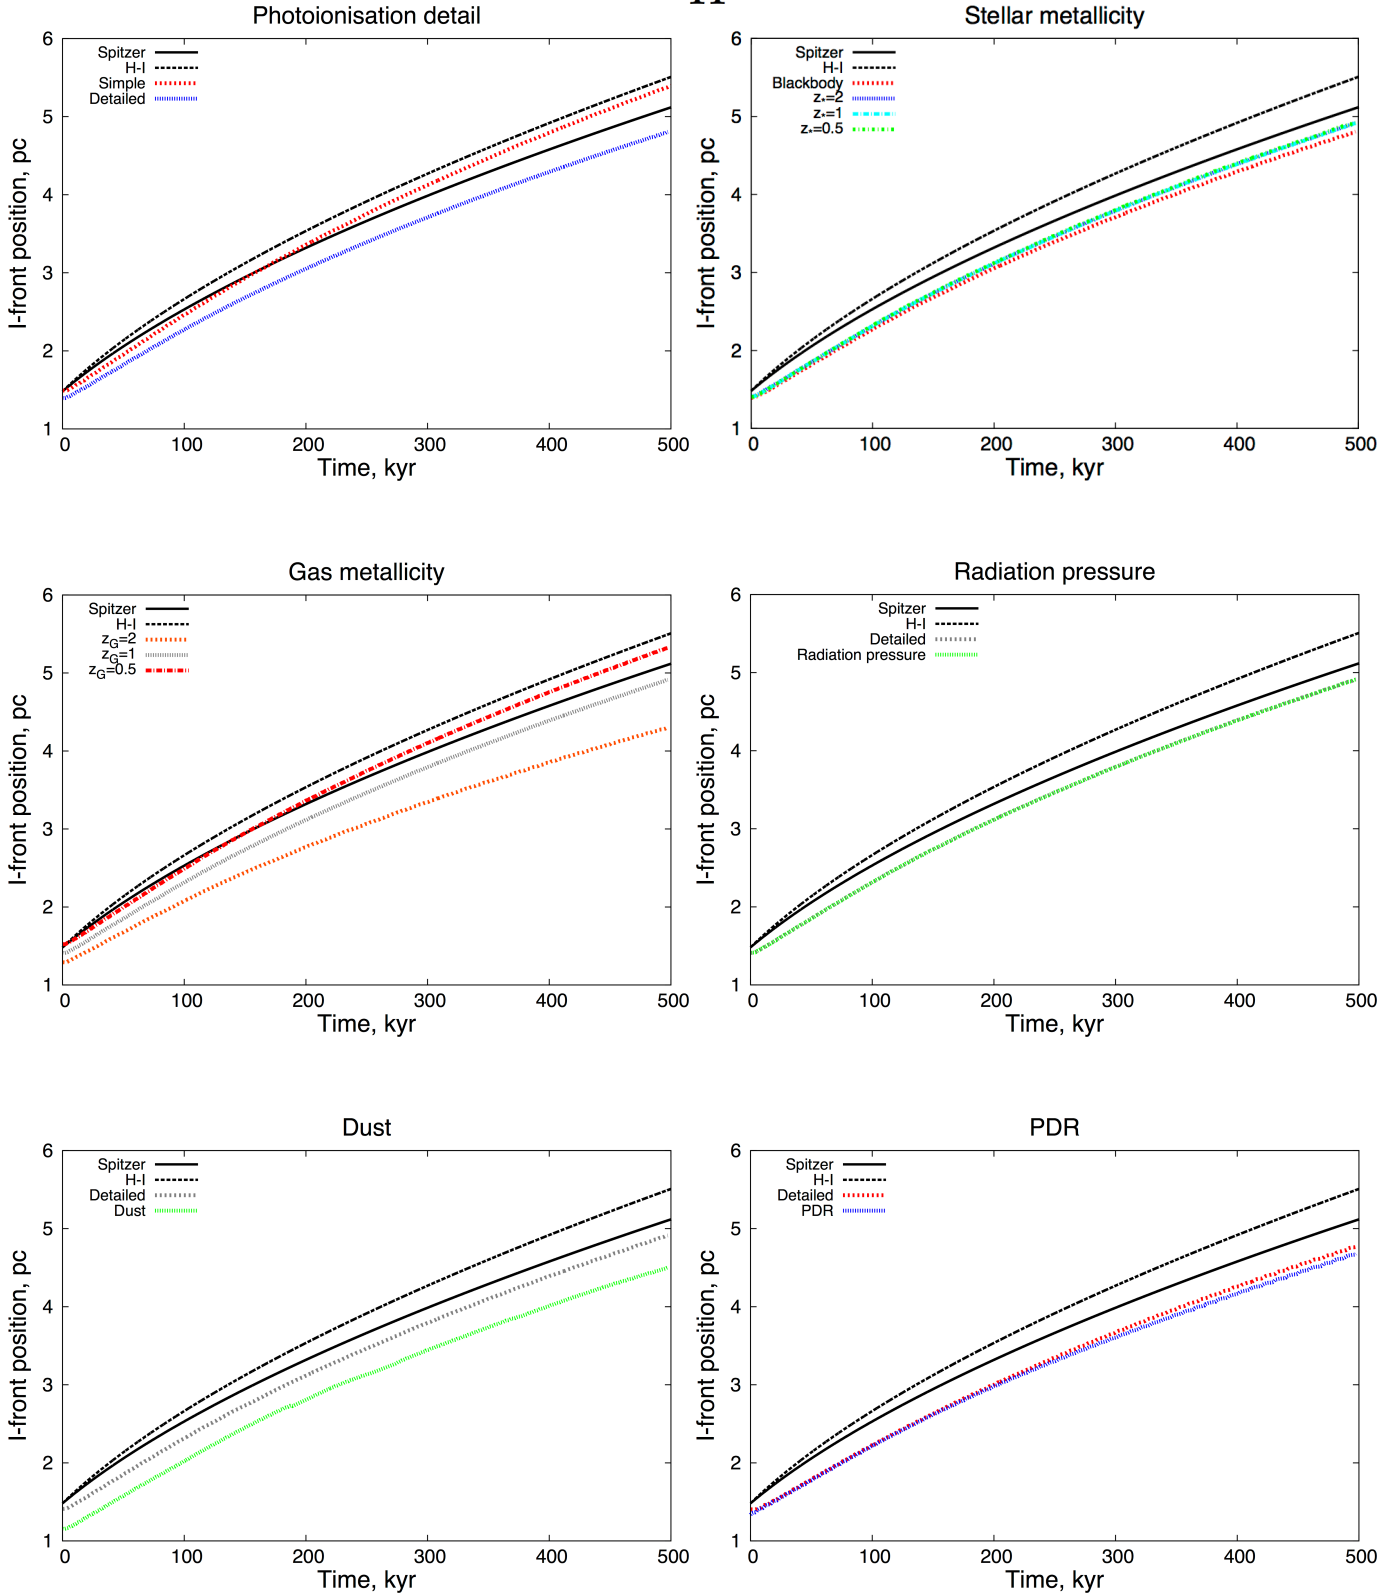 Photoionisation detail
6
5
4
3
2
1
I-front position, pc
Spitzer
H-I
Simple
Detailed
0 100 200 300 400 500
Time, kyr
Stellar metallicity
6
5
4
3
2
1
I-front position, pc
Spitzer
H-I
Blackbody
z*=2
z*=1
z*=0.5
0 100 200 300 400 500
Time, kyr
Gas metallicity
6
5
4
3
2
1
I-front position, pc
Spitzer
H-I
zG=2
zG=1
zG=0.5
0 100 200 300 400 500
Time, kyr
Radiation pressure
6
5
4
3
2
1
I-front position, pc
Spitzer
H-I
Detailed
Radiation pressure
0 100 200 300 400 500
Time, kyr
Dust
6
5
4
3
2
1
I-front position, pc
Spitzer
H-I
Detailed
Dust
0 100 200 300 400 500
Time, kyr
PDR
6
5
4
3
2
1
I-front position, pc
Spitzer
H-I
Detailed
PDR
0 100 200 300 400 500
Time, kyr